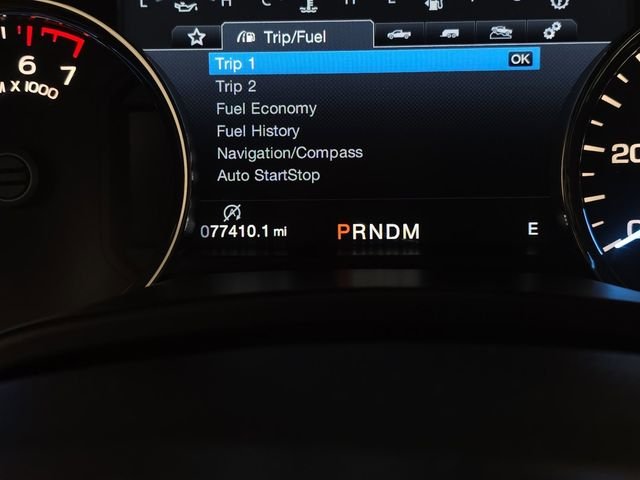 L H C H E F
Trip/Fuel
Trip 1 OK
Trip 2
Fuel Economy
Fuel History
Navigation/Compass
Auto StartStop
077410.1 mi PRNDM E
6
7
M X 1000
20
0